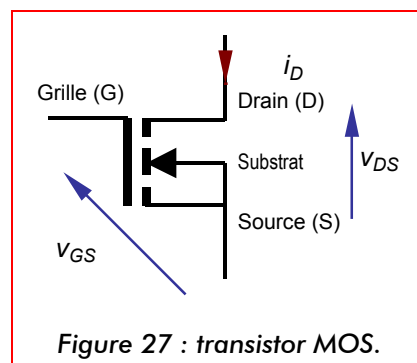 i_D
Grille (G)
Drain (D)
Substrat
v_DS
Source (S)
v_GS
Figure 27 : transistor MOS.